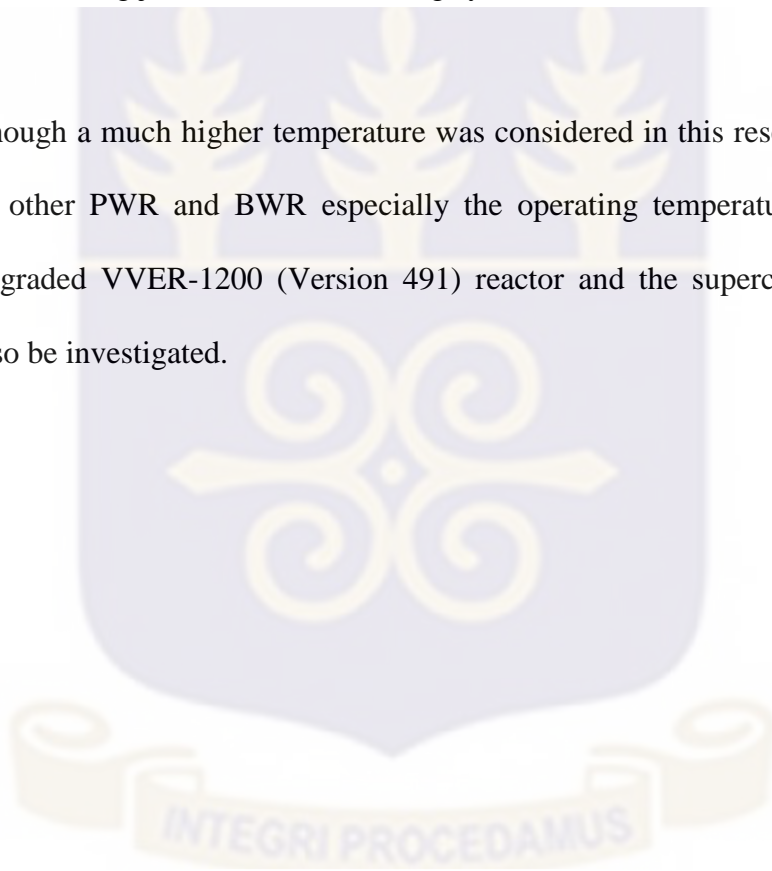 hough a much higher temperature was considered in this rese
other PWR and BWR especially the operating temperatu
graded VVER-1200 (Version 491) reactor and the superc
so be investigated.
INTEGRI PROCEDAMUS